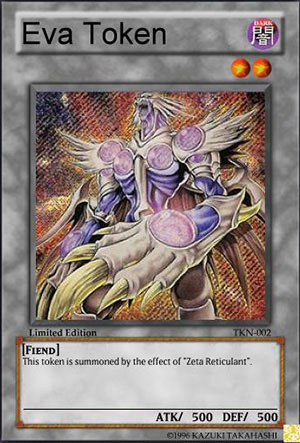 Eva Token
DARK
闇
Limited Edition
TKN-002
[FIEND]
This token is summoned by the effect of "Zeta Reticulant".
ATK/ 500 DEF/ 500
©1996 KAZUKI TAKAHASHI